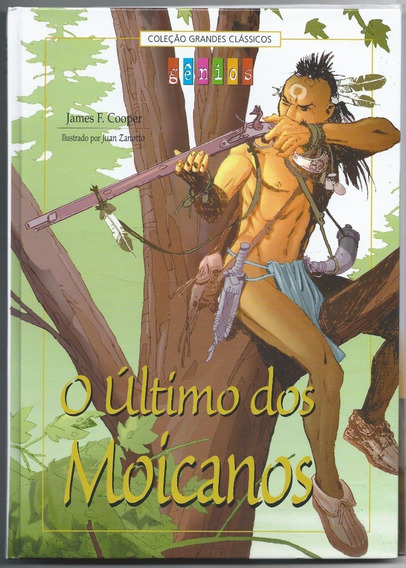 COLEÇÃO GRANDES CLÁSSICOS
gênios
James F. Cooper
Ilustrado por Juan Zanotto
O Último dos
Moicanos